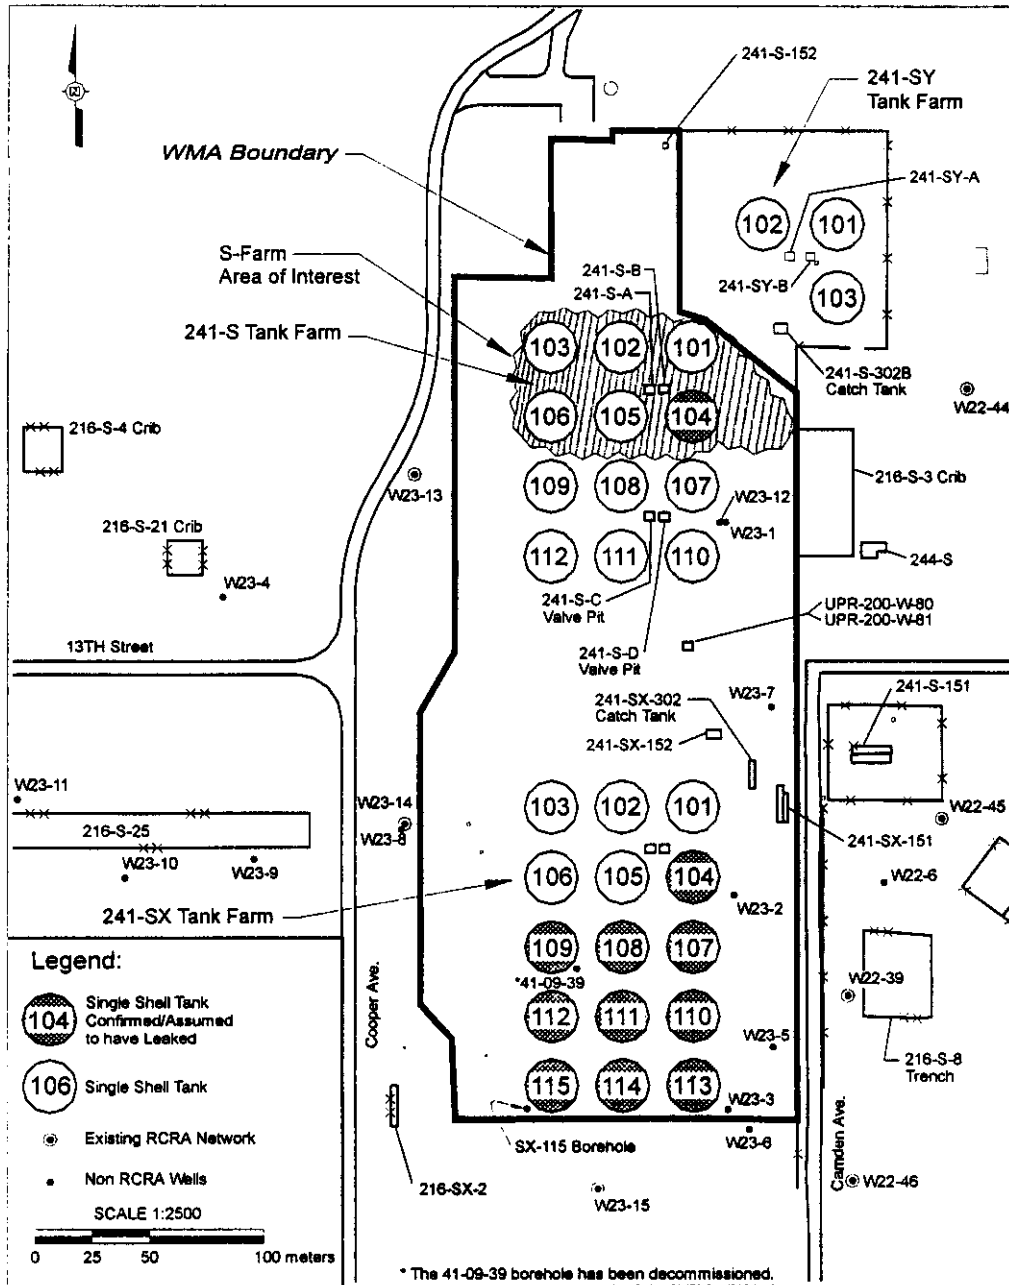 241-S-152
241-SY
Tank Farm
WMA Boundary
241-SY-A
102
101
S-Farm
Area of Interest
241-S-B
241-S-A
241-SY-B
103
241-S Tank Farm
103
102
101
241-S-302B
Catch Tank
W22-44
106
105
104
216-S-4 Crib
216-S-3 Crib
W23-13
109
108
107
W23-12
W23-1
216-S-21 Crib
112
111
110
244-S
W23-4
241-S-C
Valve Pit
UPR-200-W-80
UPR-200-W-81
13TH Street
241-S-D
Valve Pit
241-S-151
241-SX-302
Catch Tank
W23-7
241-SX-152
W23-11
W23-14
103
102
101
W22-45
216-S-25
W23-8
241-SX-151
W23-10
W23-9
106
105
104
W22-6
241-SX Tank Farm
W23-2
109
108
107
*41-09-39
W22-39
Legend:
104
Single Shell Tank
Confirmed/Assumed
to have Leaked
112
111
110
Cooper Ave.
W23-5
216-S-8
Trench
106
Single Shell Tank
115
114
113
W23-3
Existing RCRA Network
SX-115 Borehole
W23-6
Camden Ave.
Non RCRA Wells
216-SX-2
W22-46
W23-15
SCALE 1:2500
0 25 50 100 meters
* The 41-09-39 borehole has been decommissioned.